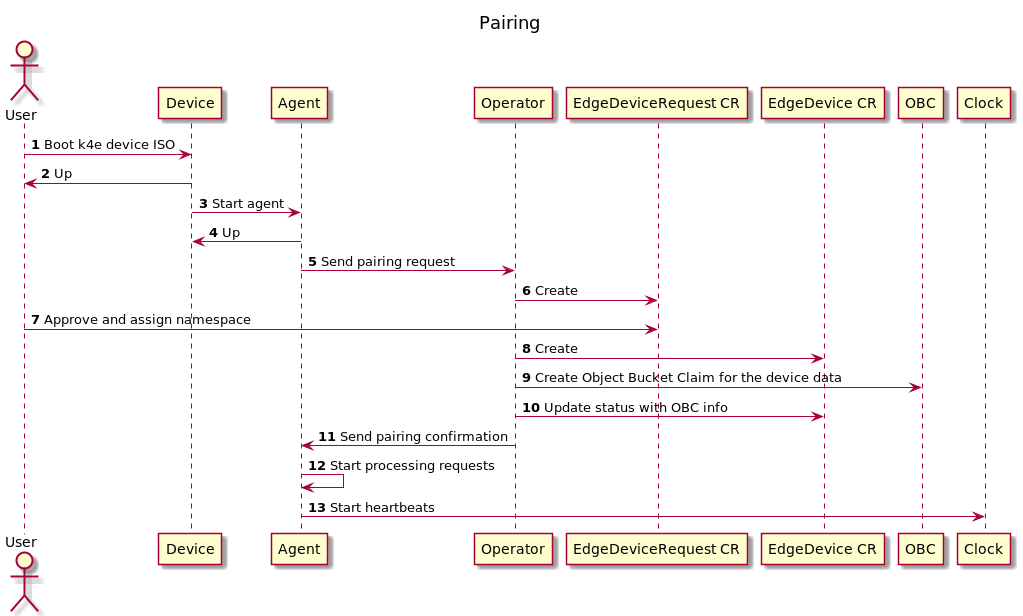 Pairing
User
Device
Agent
Operator
EdgeDeviceRequest CR
EdgeDevice CR
OBC
Clock
1 Boot k4e device ISO
2 Up
3 Start agent
4 Up
5 Send pairing request
6 Create
7 Approve and assign namespace
8 Create
9 Create Object Bucket Claim for the device data
10 Update status with OBC info
11 Send pairing confirmation
12 Start processing requests
13 Start heartbeats
User
Device
Agent
Operator
EdgeDeviceRequest CR
EdgeDevice CR
OBC
Clock